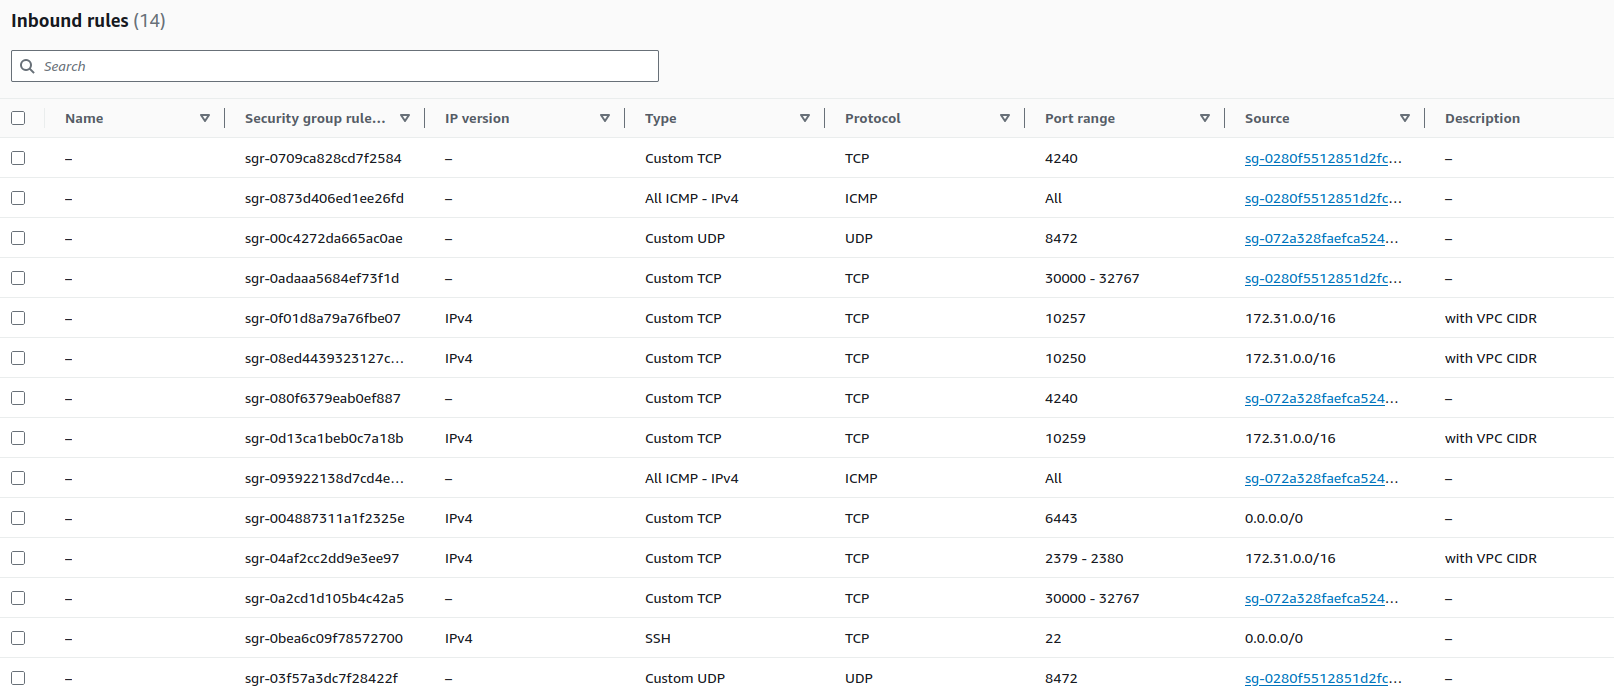 Inbound rules (14)
Search
Name Security group rule... IP version Type Protocol Port range Source Description
– sgr-0709ca828cd7f2584 – Custom TCP TCP 4240 sg-0280f5512851d2fc... –
– sgr-0873d406ed1ee26fd – All ICMP - IPv4 ICMP All sg-0280f5512851d2fc... –
– sgr-00c4272da665ac0ae – Custom UDP UDP 8472 sg-072a328faefca524... –
– sgr-0adaaa5684ef73f1d – Custom TCP TCP 30000 - 32767 sg-0280f5512851d2fc... –
– sgr-0f01d8a79a76fbe07 IPv4 Custom TCP TCP 10257 172.31.0.0/16 with VPC CIDR
– sgr-08ed4439323127c... IPv4 Custom TCP TCP 10250 172.31.0.0/16 with VPC CIDR
– sgr-080f6379eab0ef887 – Custom TCP TCP 4240 sg-072a328faefca524... –
– sgr-0d13ca1beb0c7a18b IPv4 Custom TCP TCP 10259 172.31.0.0/16 with VPC CIDR
– sgr-093922138d7cd4e... – All ICMP - IPv4 ICMP All sg-072a328faefca524... –
– sgr-004887311a1f2325e IPv4 Custom TCP TCP 6443 0.0.0.0/0 –
– sgr-04af2cc2dd9e3ee97 IPv4 Custom TCP TCP 2379 - 2380 172.31.0.0/16 with VPC CIDR
– sgr-0a2cd1d105b4c42a5 – Custom TCP TCP 30000 - 32767 sg-072a328faefca524... –
– sgr-0bea6c09f78572700 IPv4 SSH TCP 22 0.0.0.0/0 –
– sgr-03f57a3dc7f28422f – Custom UDP UDP 8472 sg-0280f5512851d2fc... –